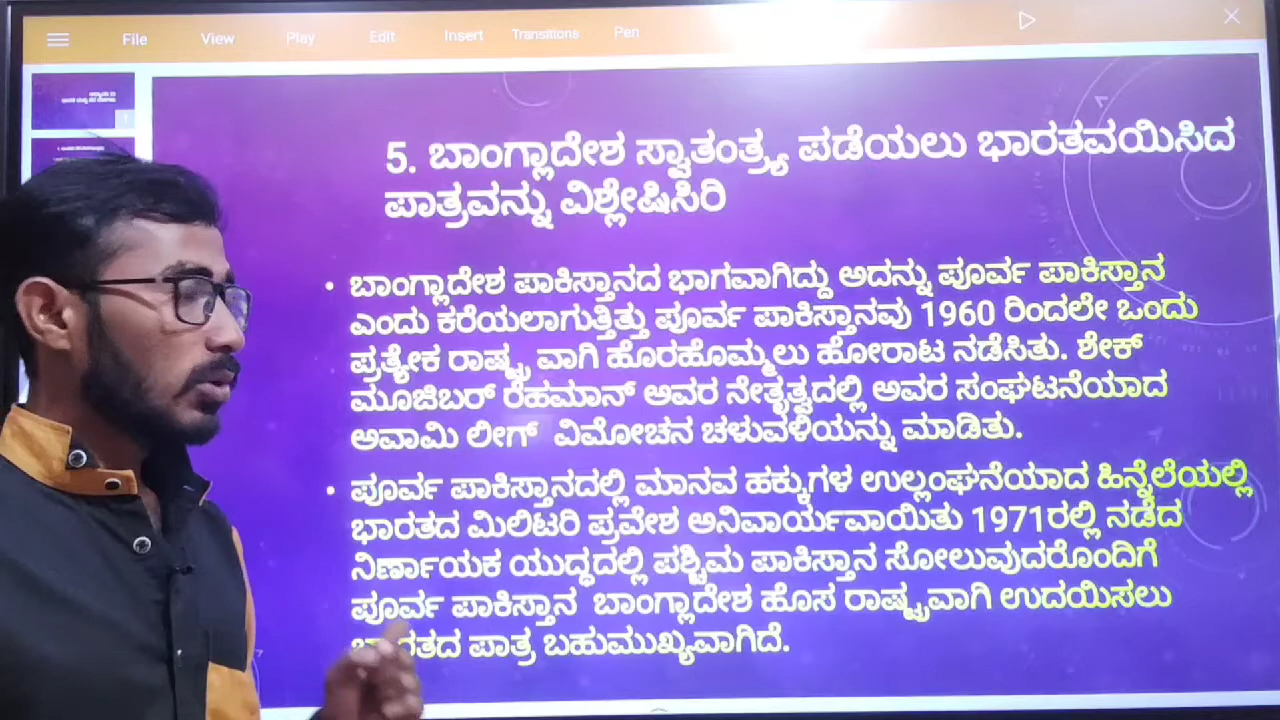 File View Play Edit Insert Transitions Pen
5. ಬಾಂಗ್ಲಾದೇಶ ಸ್ವಾತಂತ್ರ್ಯ ಪಡೆಯಲು ಭಾರತವಯಿಸಿದ
ಪಾತ್ರವನ್ನು ವಿಶ್ಲೇಷಿಸಿರಿ
• ಬಾಂಗ್ಲಾದೇಶ ಪಾಕಿಸ್ತಾನದ ಭಾಗವಾಗಿದ್ದು ಅದನ್ನು ಪೂರ್ವ ಪಾಕಿಸ್ತಾನ
ಎಂದು ಕರೆಯಲಾಗುತ್ತಿತ್ತು ಪೂರ್ವ ಪಾಕಿಸ್ತಾನವು 1960 ರಿಂದಲೇ ಒಂದು
ಪ್ರತ್ಯೇಕ ರಾಷ್ಟ್ರ ವಾಗಿ ಹೊರಹೊಮ್ಮಲು ಹೋರಾಟ ನಡೆಸಿತು. ಶೇಕ್
ಮೂಜಿಬರ್ ರೆಹಮಾನ್ ಅವರ ನೇತೃತ್ವದಲ್ಲಿ ಅವರ ಸಂಘಟನೆಯಾದ
ಅವಾಮಿ ಲೀಗ್ ವಿಮೋಚನ ಚಳುವಳಿಯನ್ನು ಮಾಡಿತು.
• ಪೂರ್ವ ಪಾಕಿಸ್ತಾನದಲ್ಲಿ ಮಾನವ ಹಕ್ಕುಗಳ ಉಲ್ಲಂಘನೆಯಾದ ಹಿನ್ನೆಲೆಯಲ್ಲಿ
ಭಾರತದ ಮಿಲಿಟರಿ ಪ್ರವೇಶ ಅನಿವಾರ್ಯವಾಯಿತು 1971ರಲ್ಲಿ ನಡೆದ
ನಿರ್ಣಾಯಕ ಯುದ್ಧದಲ್ಲಿ ಪಶ್ಚಿಮ ಪಾಕಿಸ್ತಾನ ಸೋಲುವುದರೊಂದಿಗೆ
ಪೂರ್ವ ಪಾಕಿಸ್ತಾನ ಬಾಂಗ್ಲಾದೇಶ ಹೊಸ ರಾಷ್ಟ್ರವಾಗಿ ಉದಯಿಸಲು
ಭಾರತದ ಪಾತ್ರ ಬಹುಮುಖ್ಯವಾಗಿದೆ.